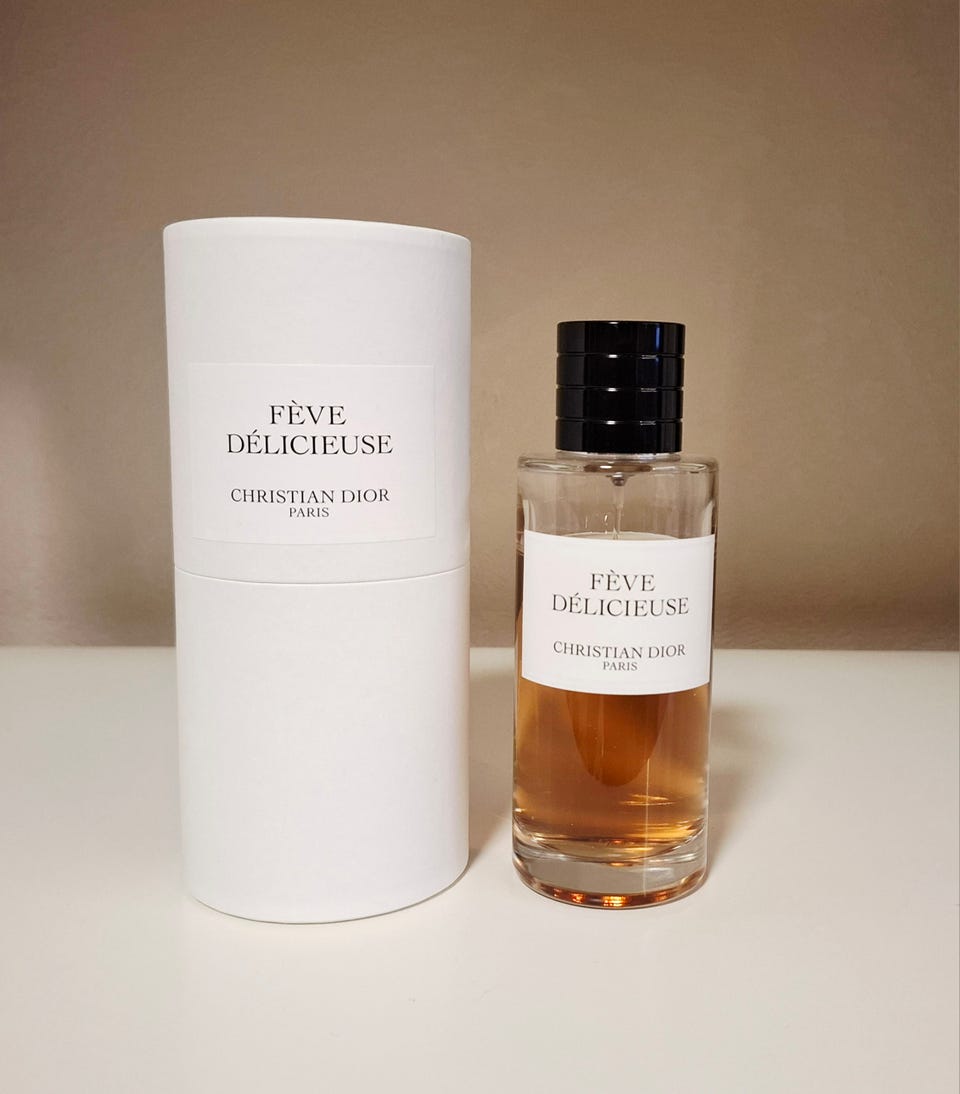 FÈVE
DÉLICIEUSE
CHRISTIAN DIOR
PARIS
FÈVE
DÉLICIEUSE
CHRISTIAN DIOR
PARIS